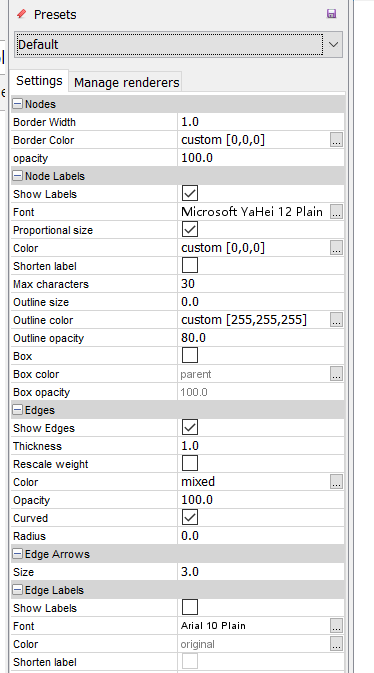 Presets
Default
Settings Manage renderers
Nodes
Border Width 1.0
Border Color custom [0,0,0] ...
opacity 100.0
Node Labels
Show Labels
Font Microsoft YaHei 12 Plain ...
Proportional size
Color custom [0,0,0] ...
Shorten label
Max characters 30
Outline size 0.0
Outline color custom [255,255,255] ...
Outline opacity 80.0
Box
Box color parent ...
Box opacity 100.0
Edges
Show Edges
Thickness 1.0
Rescale weight
Color mixed ...
Opacity 100.0
Curved
Radius 0.0
Edge Arrows
Size 3.0
Edge Labels
Show Labels
Font Arial 10 Plain ...
Color original ...
Shorten label